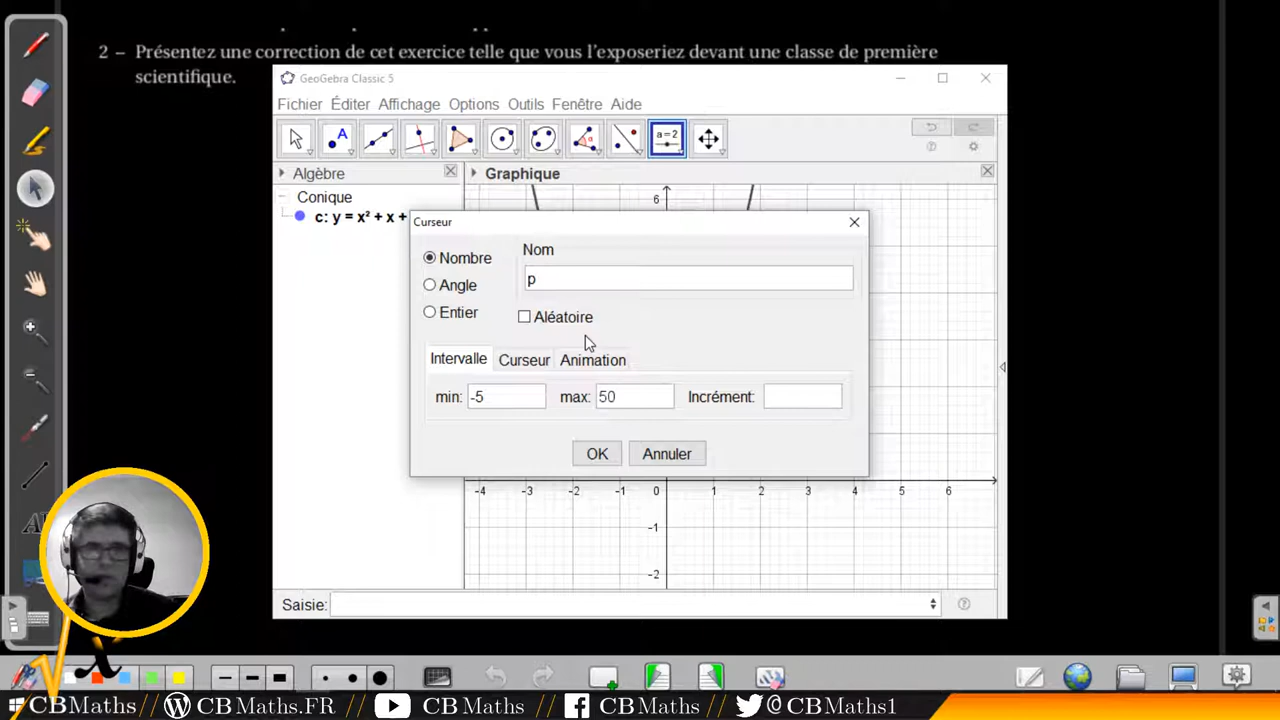 2 – Présentez une correction de cet exercice telle que vous l'exposeriez devant une classe de première
scientifique.
GeoGebra Classic 5
Fichier Éditer Affichage Options Outils Fenêtre Aide
A
a=2
Algèbre
Graphique
Conique
c: y = x² + x +
6
Curseur
Nombre
Angle
Entier
Nom
p
Aléatoire
Intervalle Curseur Animation
min: -5 max: 50 Incrément:
OK Annuler
-4 -3 -2 -1 0 1 2 3 4 5 6
-1
-2
Saisie:
CBMaths CBMaths.FR CBMaths CBMaths @CBMaths1